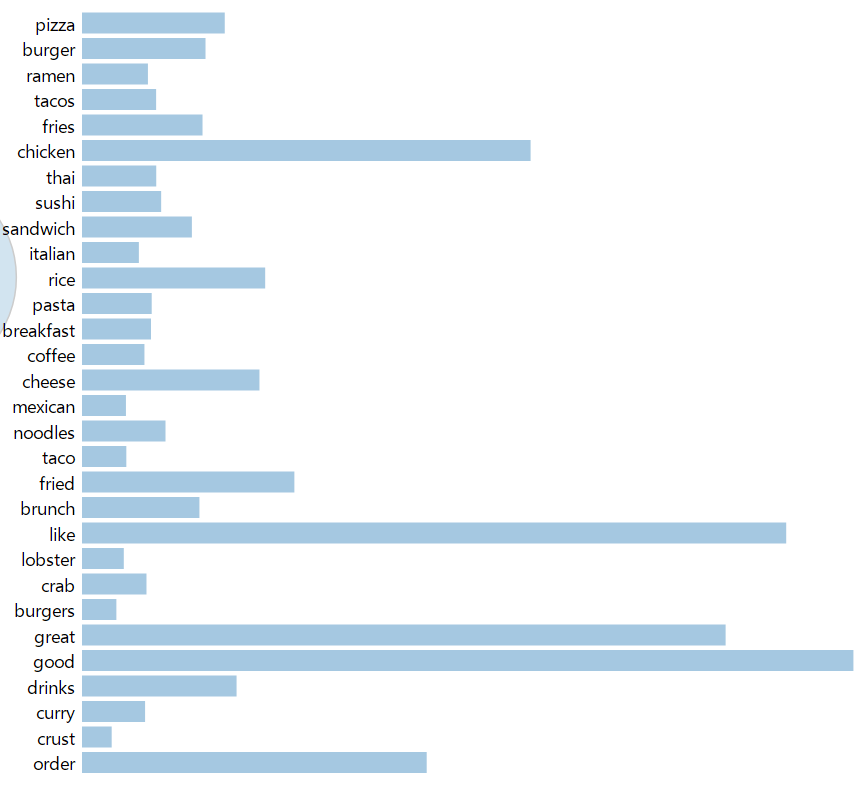 pizza
burger
ramen
tacos
fries
chicken
thai
sushi
sandwich
italian
rice
pasta
breakfast
coffee
cheese
mexican
noodles
taco
fried
brunch
like
lobster
crab
burgers
great
good
drinks
curry
crust
order